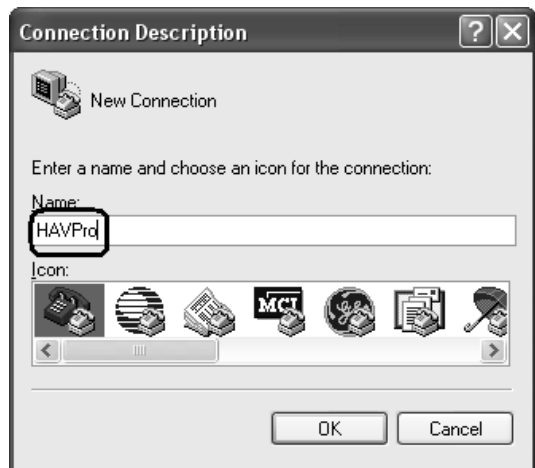 Connection Description
New Connection
Enter a name and choose an icon for the connection:
Name:
HAVPro
Icon:
MCI
OK Cancel